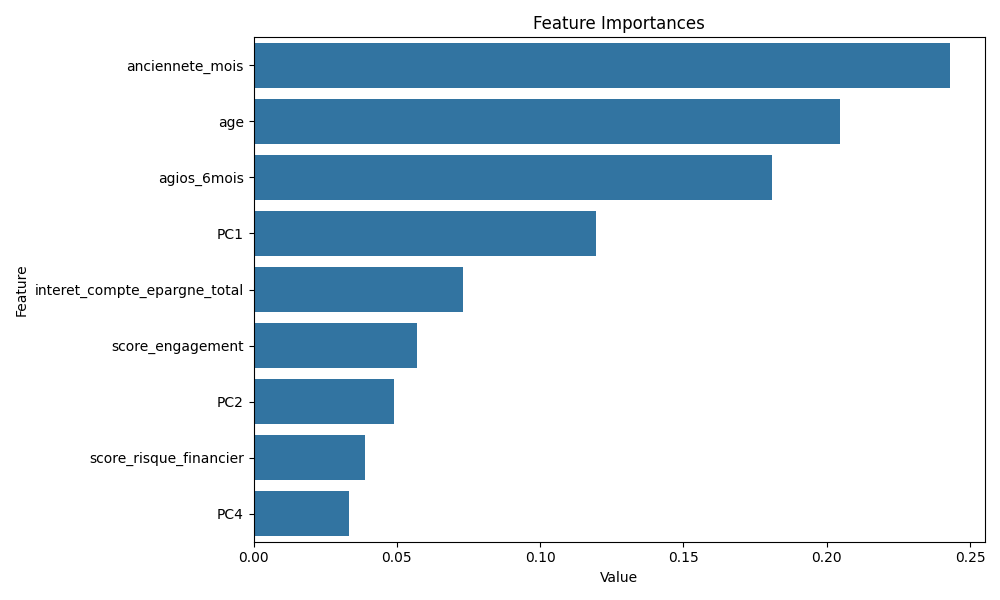 Feature Importances
Feature
anciennete_mois
age
agios_6mois
PC1
interet_compte_epargne_total
score_engagement
PC2
score_risque_financier
PC4
0.00 0.05 0.10 0.15 0.20 0.25
Value